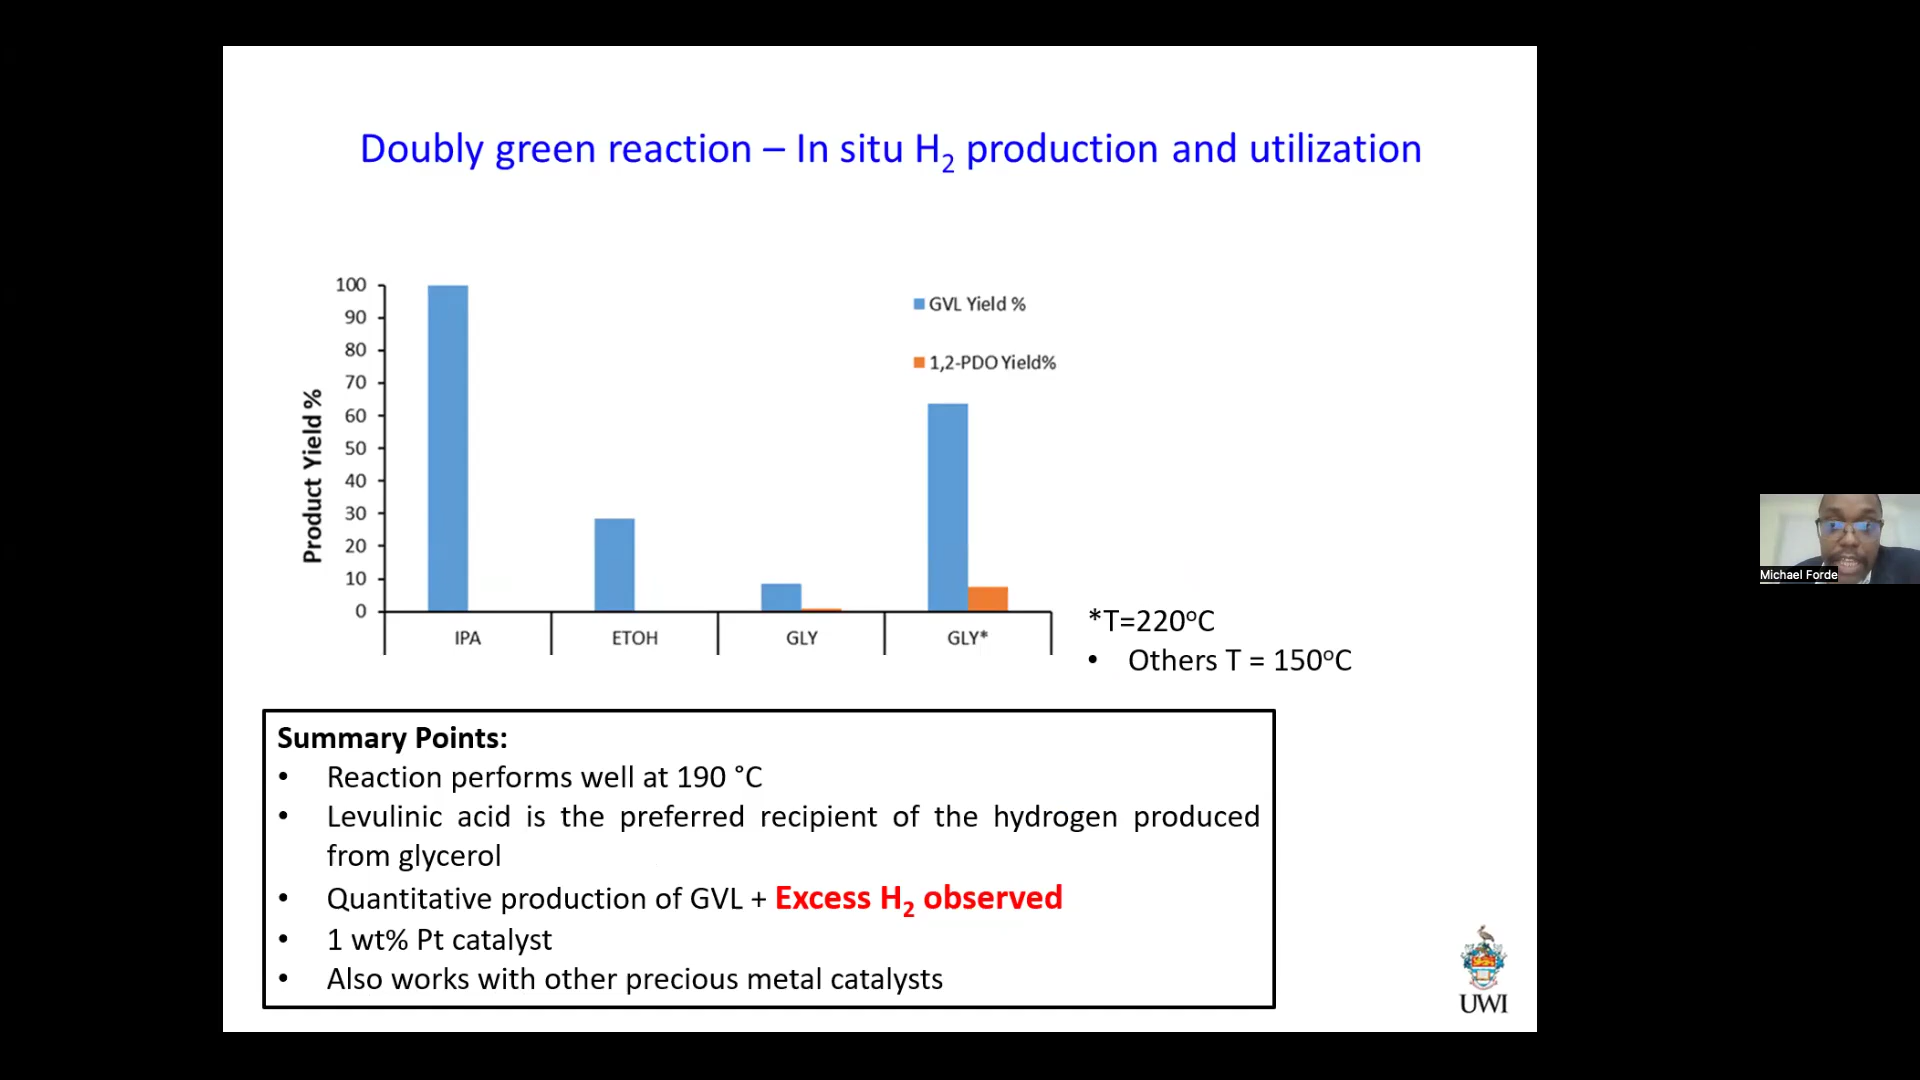 Doubly green reaction – In situ H₂ production and utilization
100
90
80
70
60
50
40
30
20
10
0
Product Yield %
GVL Yield %
1,2-PDO Yield%
IPA
ETOH
GLY
GLY*
*T=220°C
• Others T = 150°C
Summary Points:
• Reaction performs well at 190 °C
• Levulinic acid is the preferred recipient of the hydrogen produced
from glycerol
• Quantitative production of GVL + Excess H₂ observed
• 1 wt% Pt catalyst
• Also works with other precious metal catalysts
UWI
Michael Forde